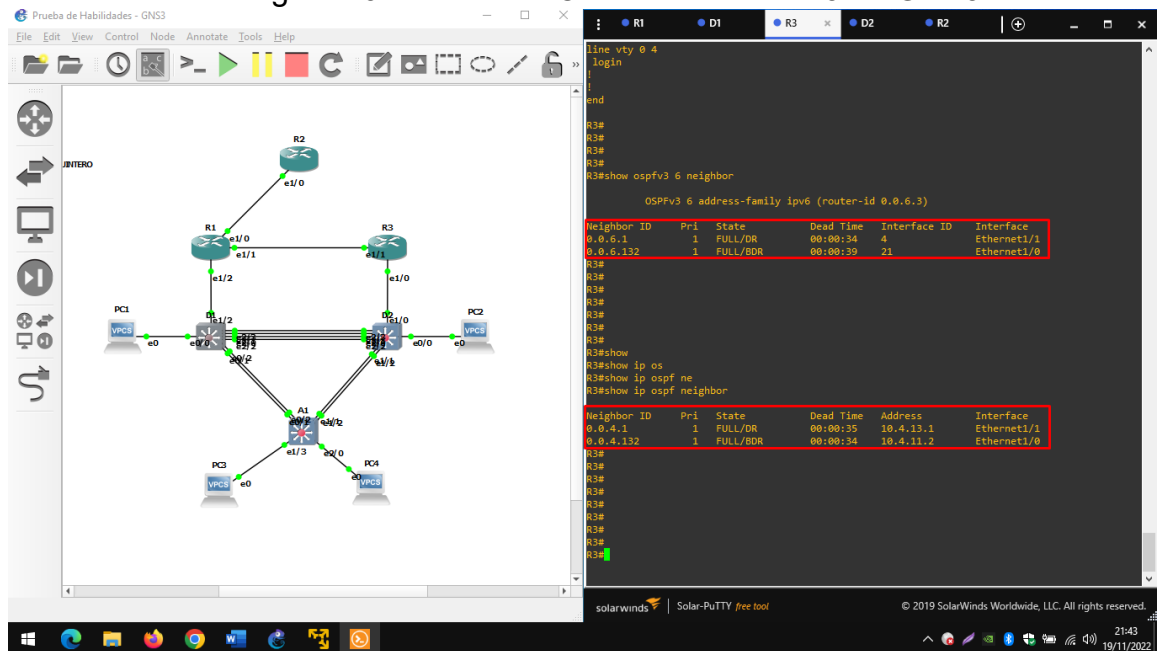 Prueba de Habilidades - GNS3
File Edit View Control Node Annotate Tools Help
JINTERO
R2
e1/0
R1
e1/0
e1/1
R3
e1/1
e1/2
e1/0
PC1
VPCS
e0
e0/0
D1
e1/2
D2
e1/0
e0/0
PC2
VPCS
e0
e2/2
e2/2
e1/2
A1
e1/3
e2/0
PC3
VPCS
e0
PC4
VPCS
e0
R1 D1 R3 D2 R2
line vty 0 4
login
!
!
end
R3#
R3#
R3#
R3#
R3#show ospfv3 6 neighbor
OSPFv3 6 address-family ipv6 (router-id 0.0.6.3)
Neighbor ID Pri State Dead Time Interface ID Interface
0.0.6.1 1 FULL/DR 00:00:34 4 Ethernet1/1
0.0.6.132 1 FULL/BDR 00:00:39 21 Ethernet1/0
R3#
R3#
R3#
R3#
R3#
R3#
R3#
R3#show
R3#show ip os
R3#show ip ospf ne
R3#show ip ospf neighbor
Neighbor ID Pri State Dead Time Address Interface
0.0.4.1 1 FULL/DR 00:00:35 10.4.13.1 Ethernet1/1
0.0.4.132 1 FULL/BDR 00:00:34 10.4.11.2 Ethernet1/0
R3#
R3#
R3#
R3#
R3#
R3#
R3#
R3#
R3#
solarwinds Solar-PuTTY free tool © 2019 SolarWinds Worldwide, LLC. All rights reserved.
21:43
19/11/2022